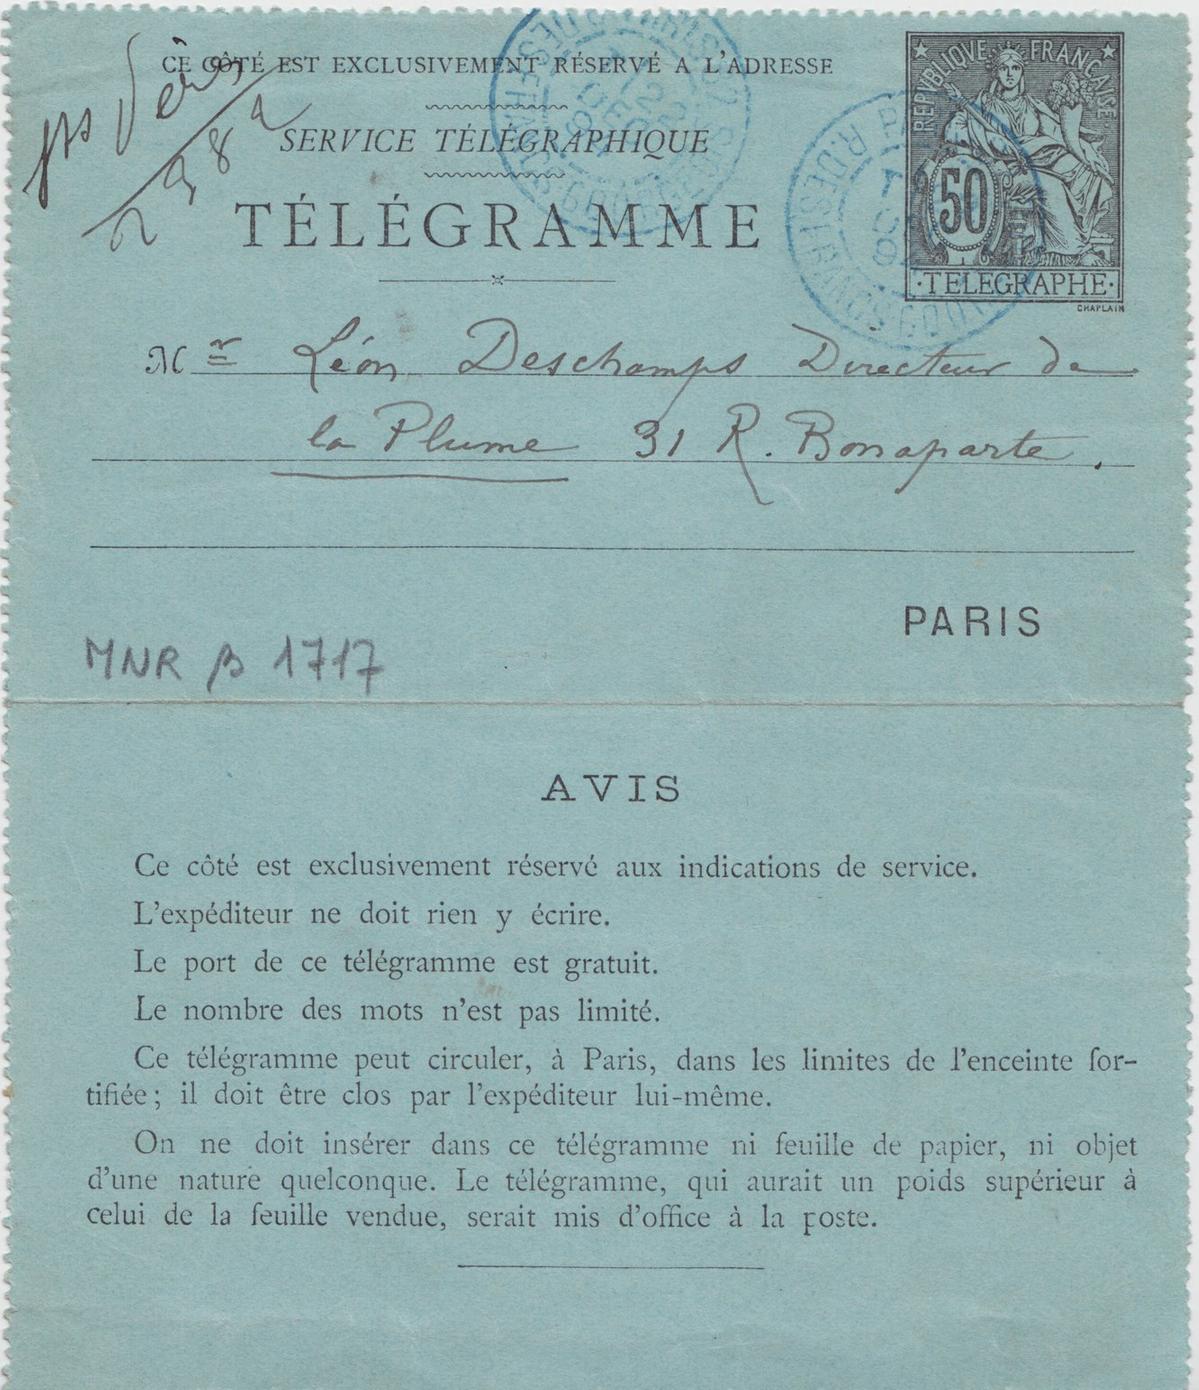 CE CÔTÉ EST EXCLUSIVEMENT RÉSERVÉ A L'ADRESSE
SERVICE TÉLÉGRAPHIQUE
TÉLÉGRAMME
REPUBLIQUE FRANCAISE
50
·TELEGRAPHE·
CHAPLAIN
Mr Léon Deschamps Directeur de
la Plume 31 R. Bonaparte.
PARIS
MNR β 1717
AVIS
Ce côté est exclusivement réservé aux indications de service.
L'expéditeur ne doit rien y écrire.
Le port de ce télégramme est gratuit.
Le nombre des mots n'est pas limité.
Ce télégramme peut circuler, à Paris, dans les limites de l'enceinte for-
tifiée; il doit être clos par l'expéditeur lui-même.
On ne doit insérer dans ce télégramme ni feuille de papier, ni objet
d'une nature quelconque. Le télégramme, qui aurait un poids supérieur à
celui de la feuille vendue, serait mis d'office à la poste.